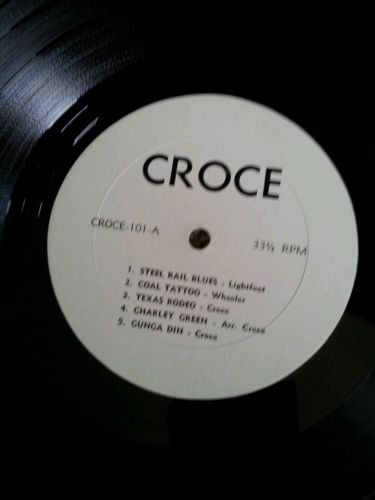 CROCE
CROCE-101-A
33⅓ RPM
1. STEEL RAIL BLUES - Lightfoot
2. COAL TATTOO - Wheeler
3. TEXAS RODEO - Croce
4. CHARLEY GREEN - Arr. Croce
5. GUNGA DIN - Croce